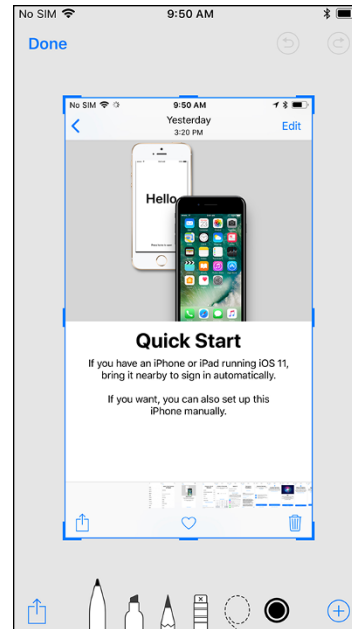 No SIM 9:50 AM
Done
No SIM 9:50 AM
Yesterday
3:20 PM
Edit
Hello
Quick Start
If you have an iPhone or iPad running iOS 11,
bring it nearby to sign in automatically.
If you want, you can also set up this
iPhone manually.